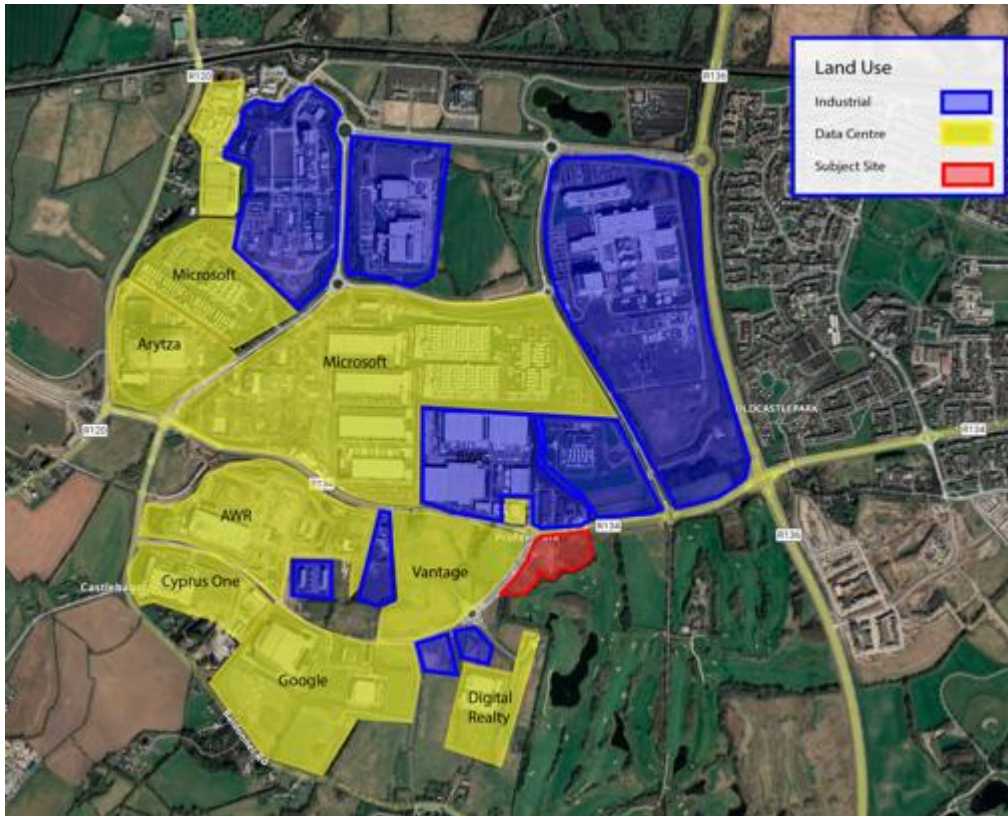 R120
R136
Land Use
Industrial
Data Centre
Subject Site
Microsoft
Arytza
Microsoft
R120
R134
R134
AWR
R136
Vantage
Cyprus One
Google
Digital
Realty